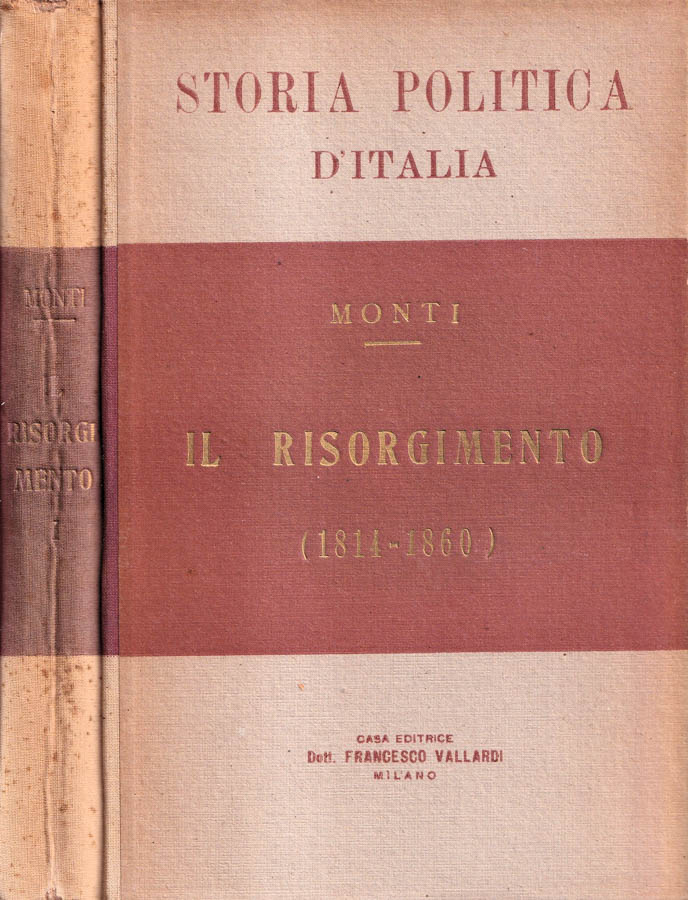 MONTI
IL
RISORGI
MENTO
I
STORIA POLITICA
D'ITALIA
MONTI
IL RISORGIMENTO
(1814-1860)
CASA EDITRICE
Dott. FRANCESCO VALLARDI
MILANO